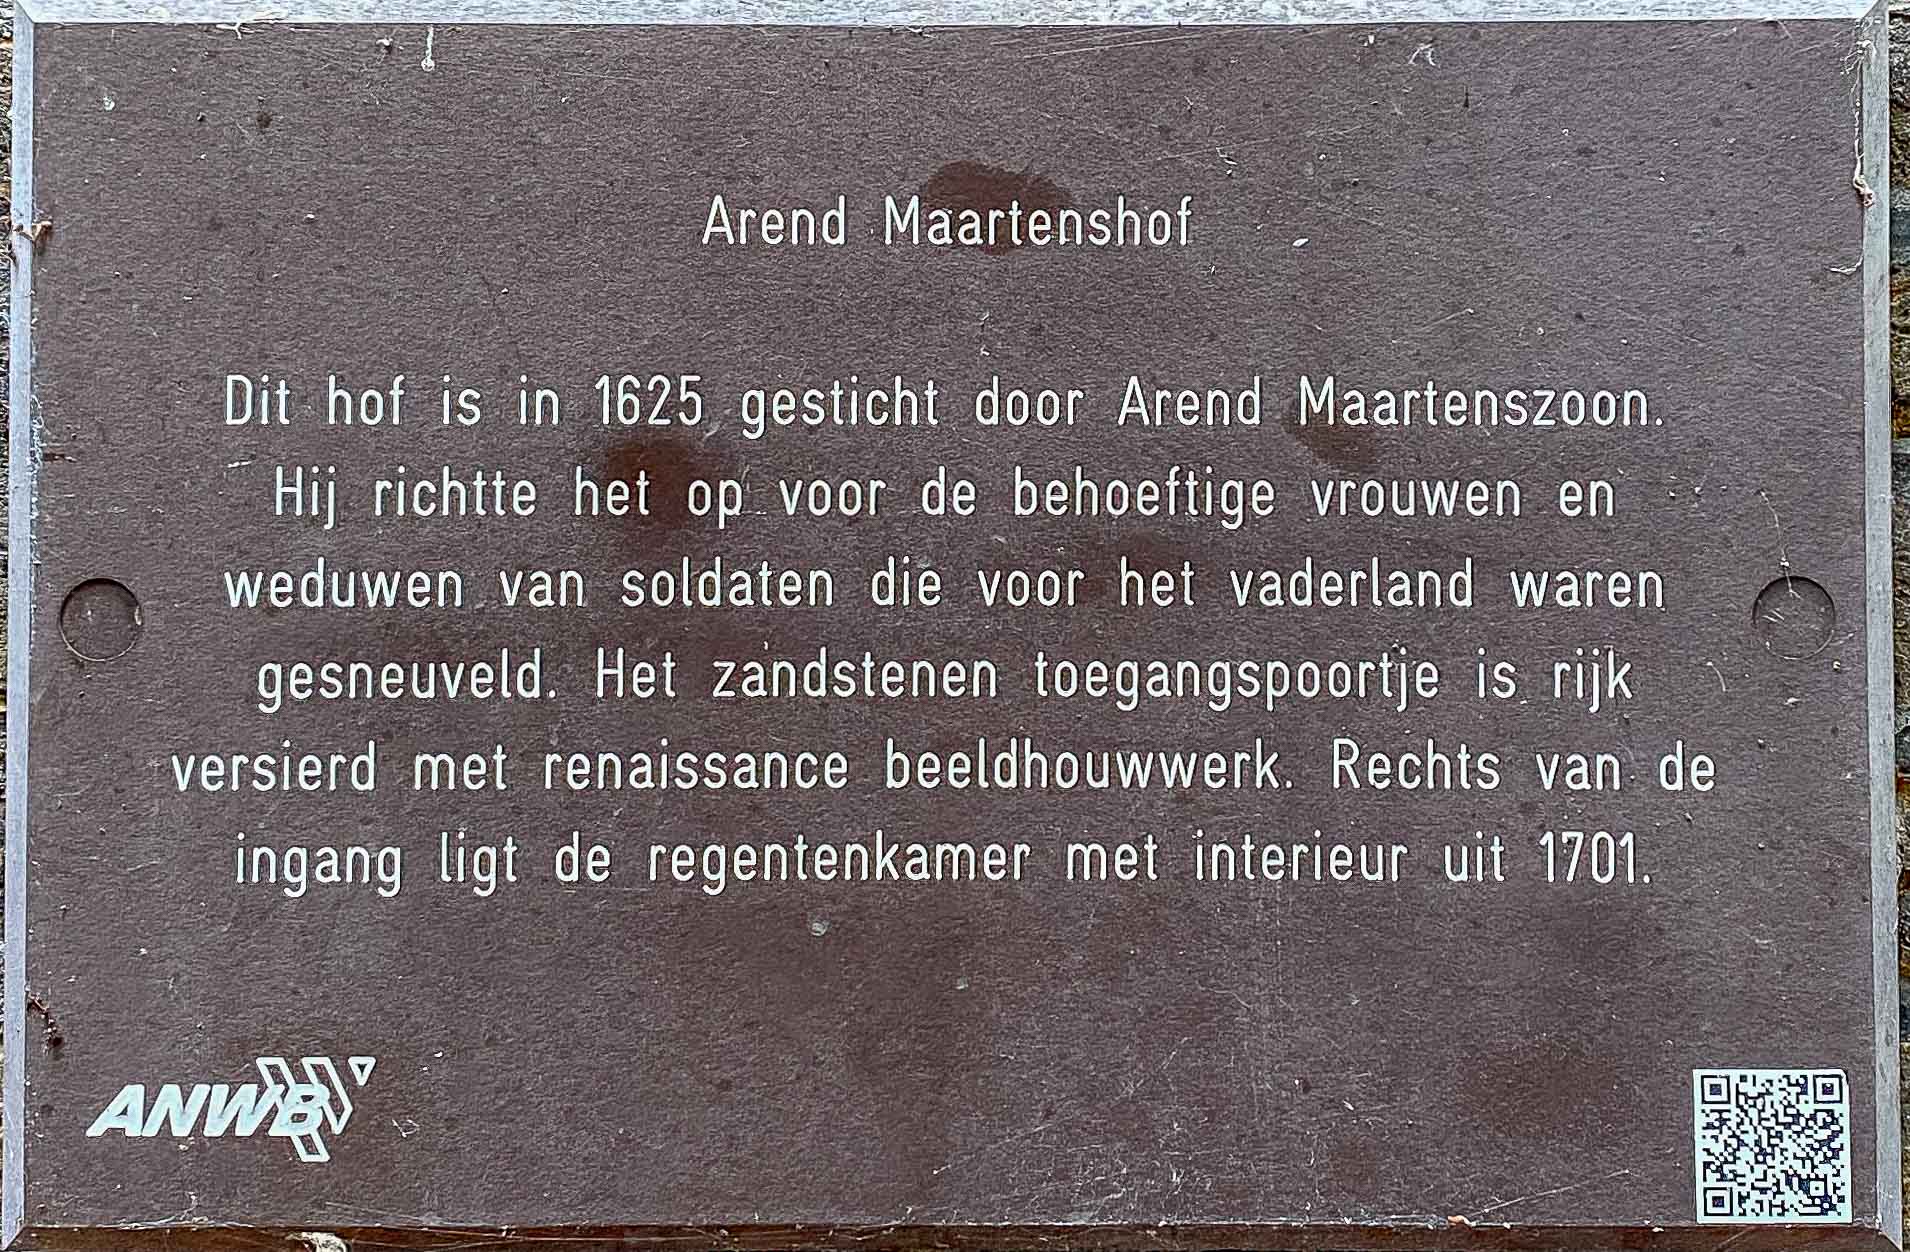 Arend Maartenshof
Dit hof is in 1625 gesticht door Arend Maartenszoon.
Hij richtte het op voor de behoeftige vrouwen en
weduwen van soldaten die voor het vaderland waren
gesneuveld. Het zandstenen toegangspoortje is rijk
versierd met renaissance beeldhouwwerk. Rechts van de
ingang ligt de regentenkamer met interieur uit 1701.
ANWB